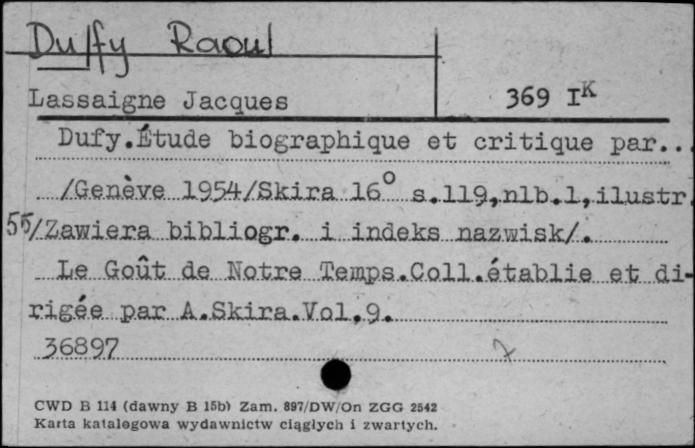 Dulfy Raoul
Lassaigne Jacques 369 IK
Dufy.Étude biographique et critique par...
/Genève 1954/Skira 16° s.119,nlb.1,ilustr.
55/Zawiera bibliogr. i indeks nazwisk/.
Le Goût de Notre Temps.Coll.établie et di-
rigée par A.Skira.Vol.9.
36897
CWD B 114 (dawny B 15b) Zam. 897/DW/On ZGG 2542
Karta katalogowa wydawnictw ciągłych i zwartych.